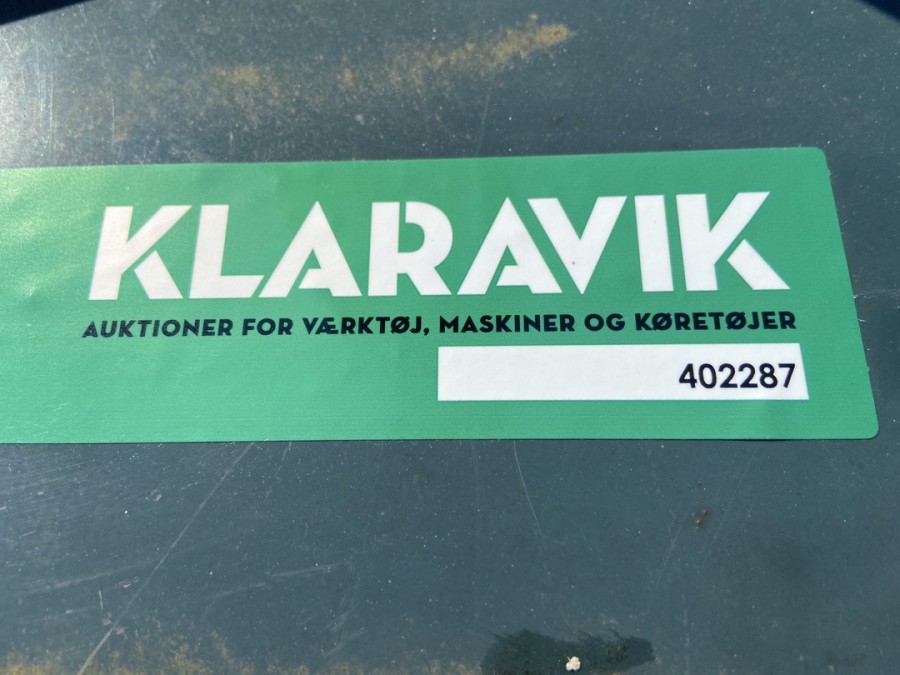 KLARAVIK
AUKTIONER FOR VÆRKTØJ, MASKINER OG KØRETØJER
402287